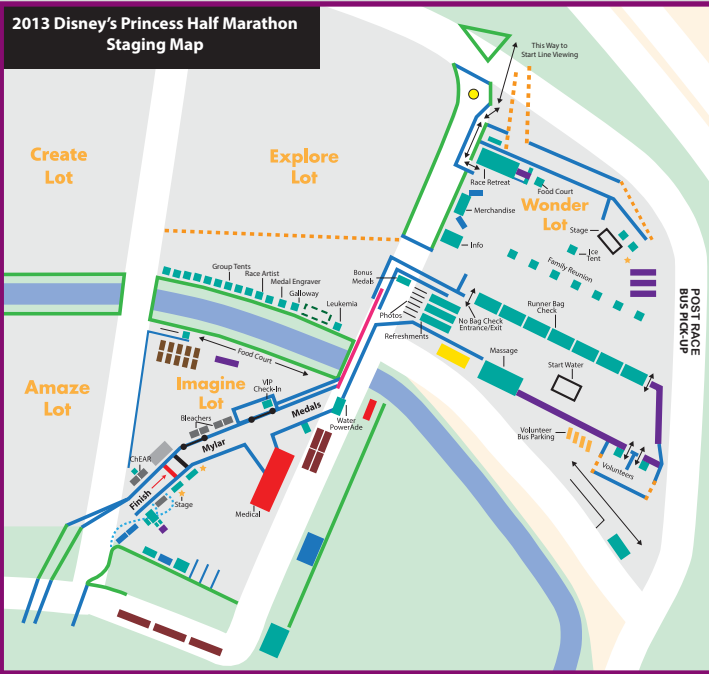 2013 Disney's Princess Half Marathon
Staging Map
This Way to
Start Line Viewing
Create
Lot
Explore
Lot
Race Retreat
Food Court
Wonder
Lot
Merchandise
Stage
Info
Ice
Tent
Family Reunion
Group Tents
Race Artist
Medal Engraver
Galloway
Leukemia
Bonus
Medals
Photos
Refreshments
No Bag Check
Entrance/Exit
Runner Bag
Check
POST RACE
BUS PICK-UP
Food Court
Massage
Start Water
Amaze
Lot
Imagine
Lot
VIP
Check-In
Bleachers
Medals
Mylar
Water
PowerAde
Volunteer
Bus Parking
Volunteers
ChEAR
Finish
Stage
Medical